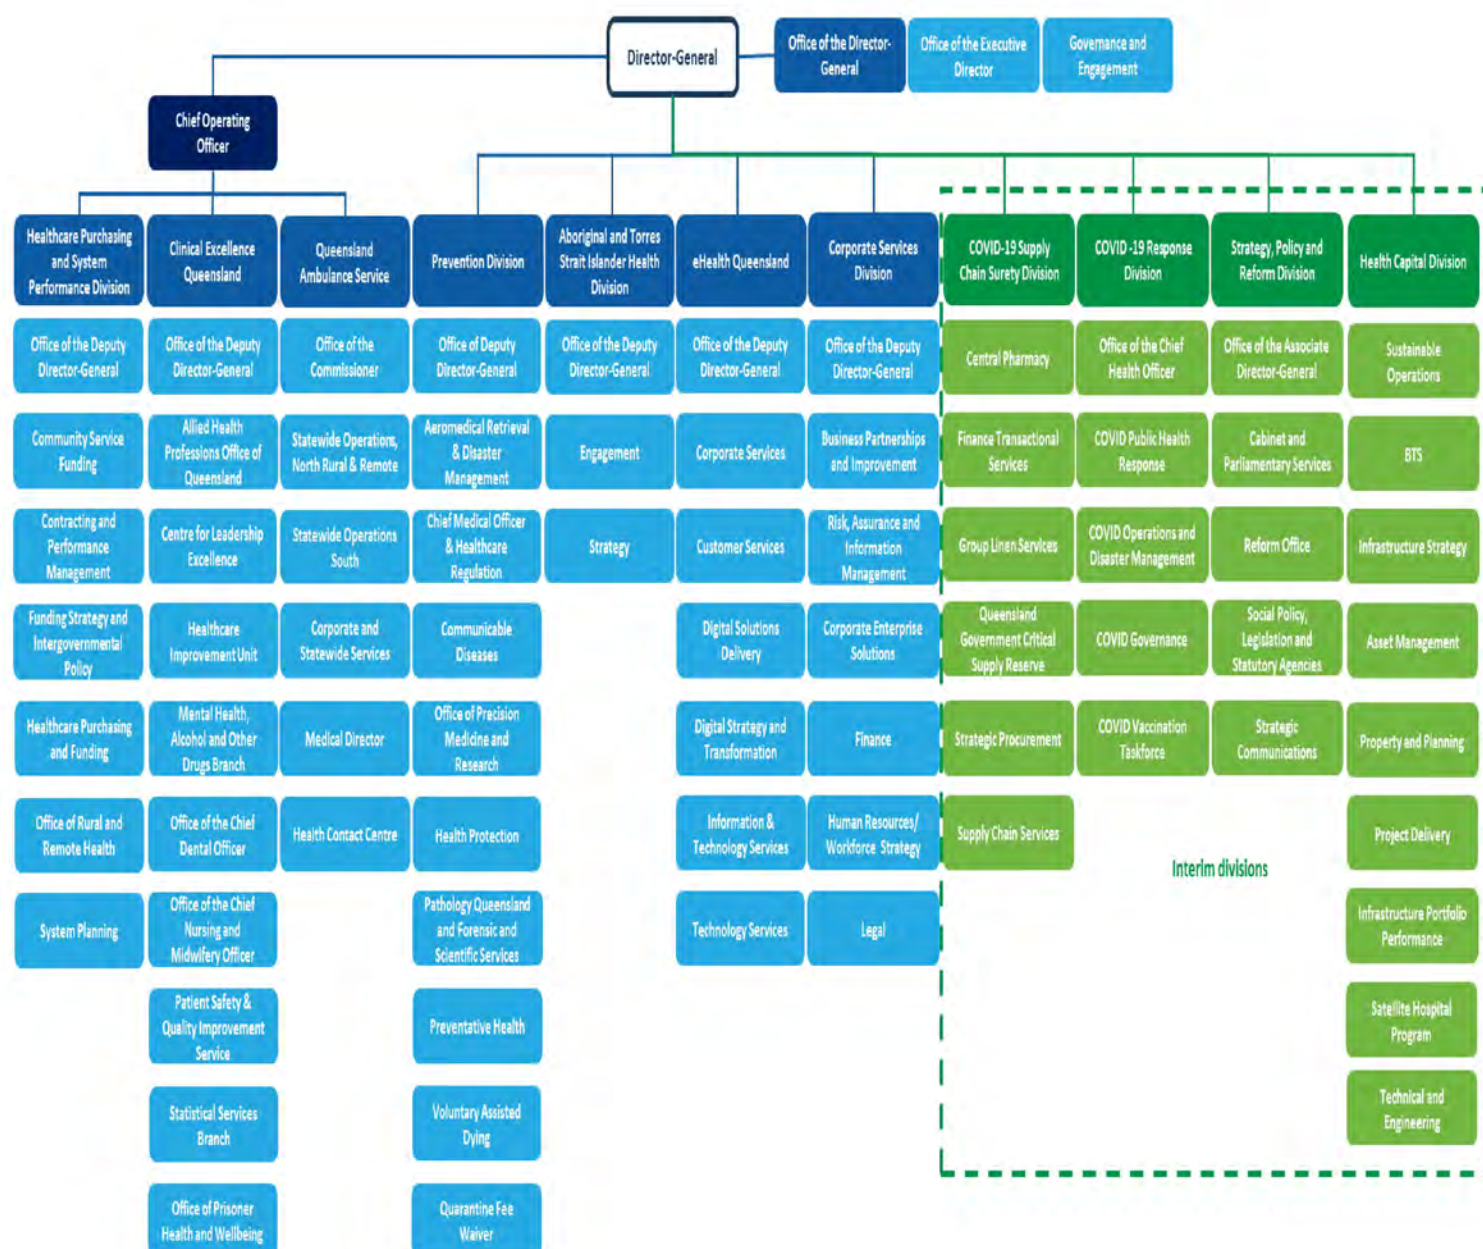 Director-General
Office of the Director-
General
Office of the Executive
Director
Governance and
Engagement
Chief Operating
Officer
Healthcare Purchasing
and System
Performance Division
Office of the Deputy
Director-General
Community Service
Funding
Contracting and
Performance
Management
Funding Strategy and
Intergovernmental
Policy
Healthcare Purchasing
and Funding
Office of Rural and
Remote Health
System Planning
Clinical Excellence
Queensland
Office of the Deputy
Director-General
Allied Health
Professions Office of
Queensland
Centre for Leadership
Excellence
Healthcare
Improvement Unit
Mental Health,
Alcohol and Other
Drugs Branch
Office of the Chief
Dental Officer
Office of the Chief
Nursing and
Midwifery Officer
Patient Safety &
Quality Improvement
Service
Statistical Services
Branch
Office of Prisoner
Health and Wellbeing
Queensland
Ambulance Service
Office of the
Commissioner
Statewide Operations,
North Rural & Remote
Statewide Operations
South
Corporate and
Statewide Services
Medical Director
Health Contact Centre
Prevention Division
Office of Deputy
Director-General
Aeromedical Retrieval
& Disaster
Management
Chief Medical Officer
& Healthcare
Regulation
Communicable
Diseases
Office of Precision
Medicine and
Research
Health Protection
Pathology Queensland
and Forensic and
Scientific Services
Preventative Health
Voluntary Assisted
Dying
Quarantine Fee
Waiver
Aboriginal and Torres
Strait Islander Health
Division
Office of the Deputy
Director-General
Engagement
Strategy
eHealth Queensland
Office of the Deputy
Director-General
Corporate Services
Customer Services
Digital Solutions
Delivery
Digital Strategy and
Transformation
Information &
Technology Services
Technology Services
Corporate Services
Division
Office of the Deputy
Director-General
Business Partnerships
and Improvement
Risk, Assurance and
Information
Management
Corporate Enterprise
Solutions
Finance
Human Resources/
Workforce Strategy
Legal
COVID-19 Supply
Chain Surety Division
Central Pharmacy
Finance Transactional
Services
Group Linen Services
Queensland
Government Critical
Supply Reserve
Strategic Procurement
Supply Chain Services
COVID -19 Response
Division
Office of the Chief
Health Officer
COVID Public Health
Response
COVID Operations and
Disaster Management
COVID Governance
COVID Vaccination
Taskforce
Strategy, Policy and
Reform Division
Office of the Associate
Director-General
Cabinet and
Parliamentary Services
Reform Office
Social Policy,
Legislation and
Statutory Agencies
Strategic
Communications
Health Capital Division
Sustainable
Operations
BTS
Infrastructure Strategy
Asset Management
Property and Planning
Project Delivery
Infrastructure Portfolio
Performance
Satellite Hospital
Program
Technical and
Engineering
Interim divisions